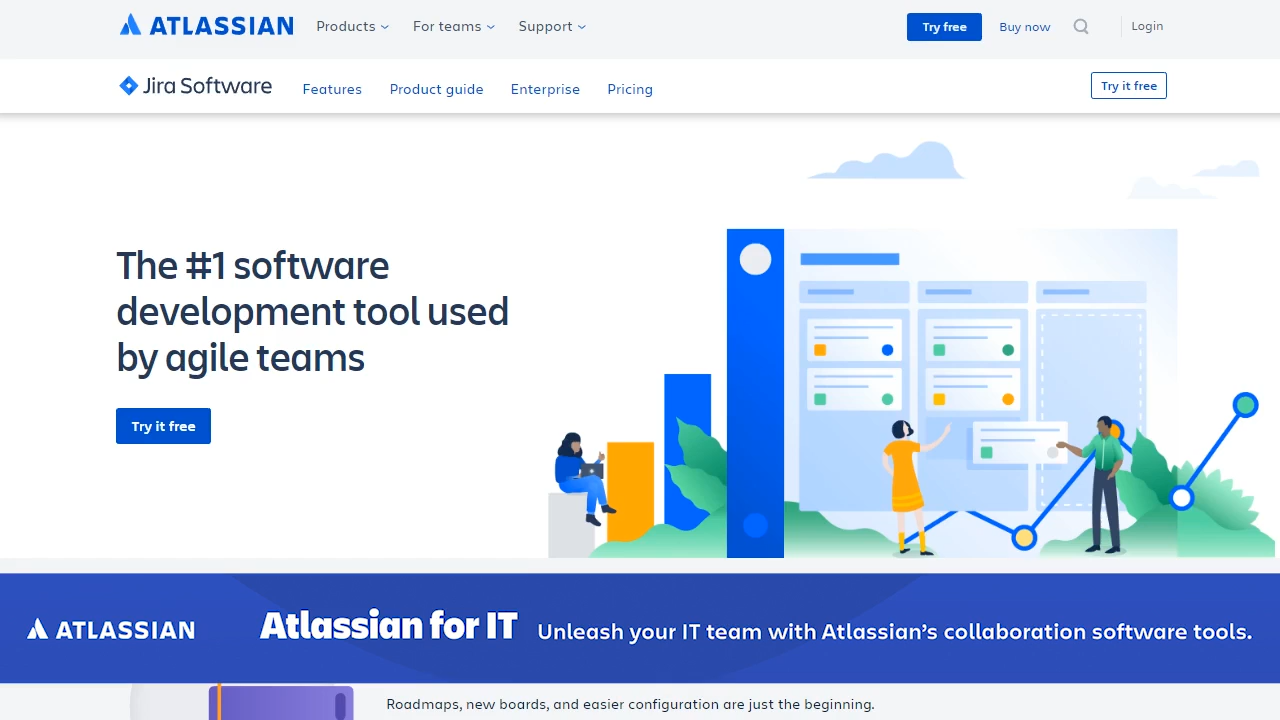 ATLASSIAN Products For teams Support Try free Buy now Login
Jira Software Features Product guide Enterprise Pricing Try it free
The #1 software
development tool used
by agile teams
Try it free
ATLASSIAN Atlassian for IT Unleash your IT team with Atlassian’s collaboration software tools.
Roadmaps, new boards, and easier configuration are just the beginning.